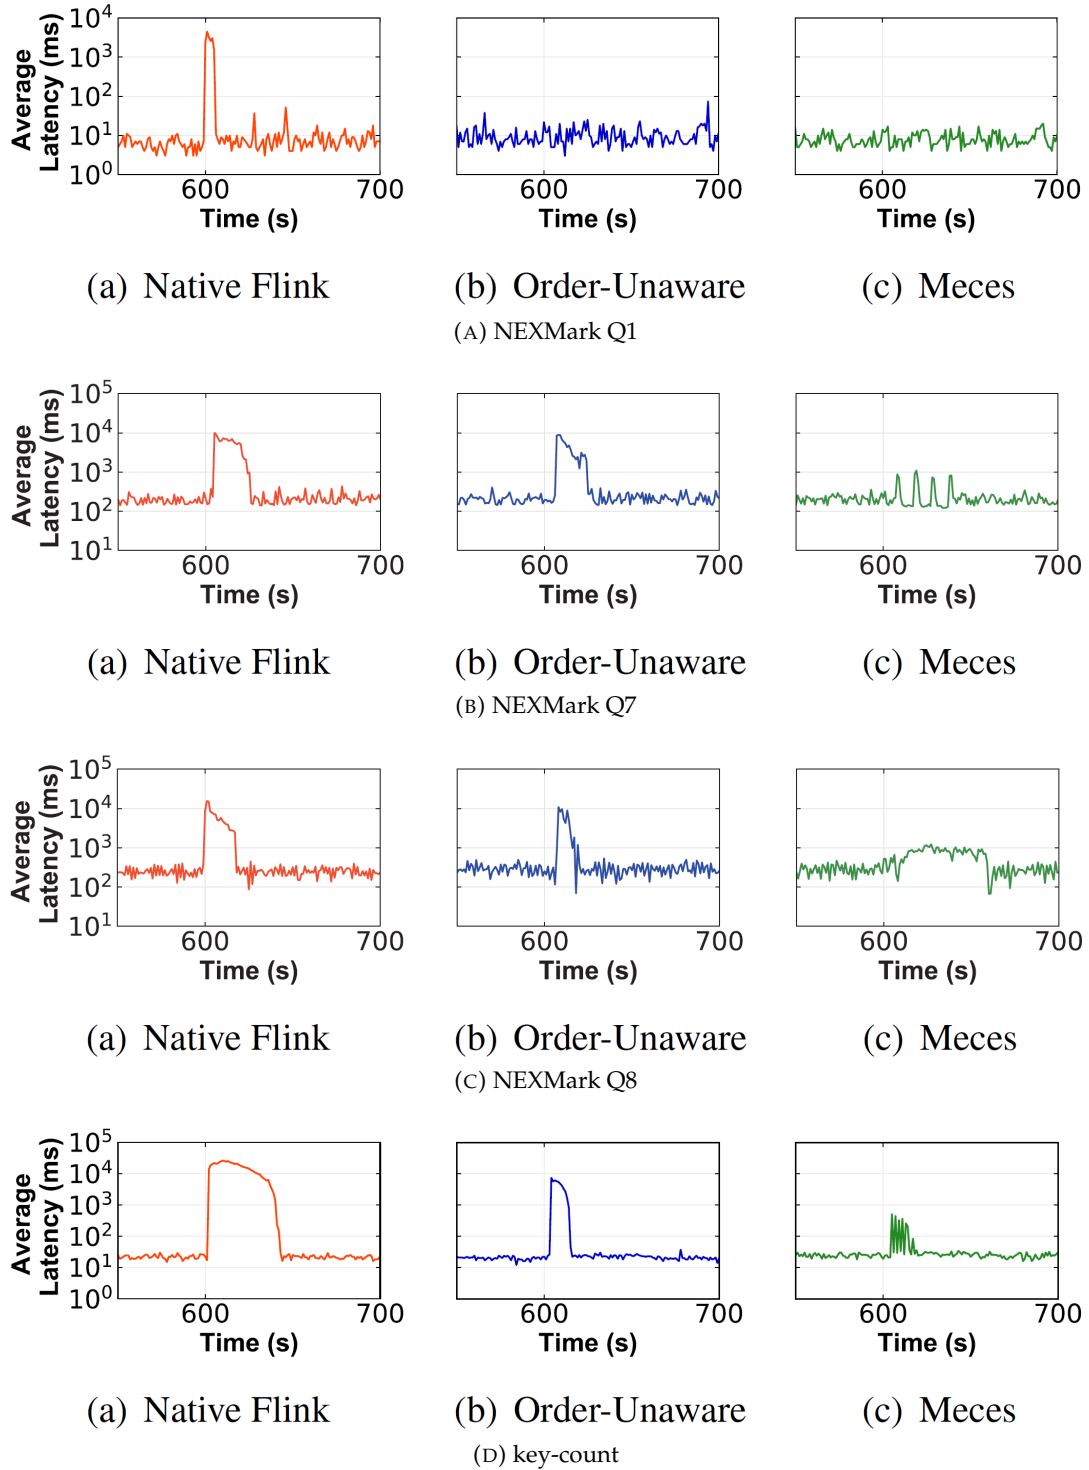 Average Latency (ms)
10^4
10^3
10^2
10^1
10^0
600 700 600 700 600 700
Time (s) Time (s) Time (s)
(a) Native Flink (b) Order-Unaware (c) Meces
(A) NEXMark Q1
Average Latency (ms)
10^5
10^4
10^3
10^2
10^1
600 700 600 700 600 700
Time (s) Time (s) Time (s)
(a) Native Flink (b) Order-Unaware (c) Meces
(B) NEXMark Q7
Average Latency (ms)
10^5
10^4
10^3
10^2
10^1
600 700 600 700 600 700
Time (s) Time (s) Time (s)
(a) Native Flink (b) Order-Unaware (c) Meces
(C) NEXMark Q8
Average Latency (ms)
10^5
10^4
10^3
10^2
10^1
10^0
600 700 600 700 600 700
Time (s) Time (s) Time (s)
(a) Native Flink (b) Order-Unaware (c) Meces
(D) key-count